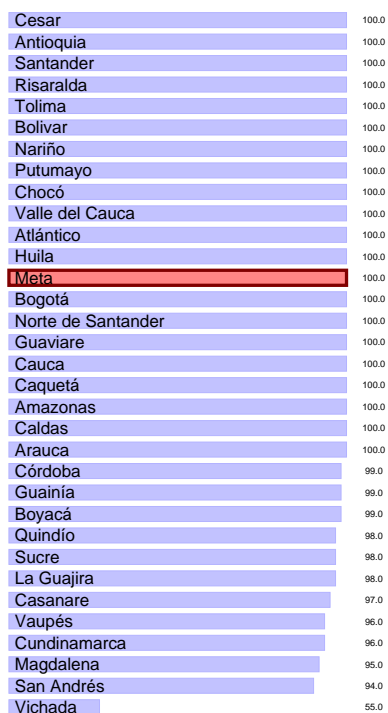 Cesar 100.0
Antioquia 100.0
Santander 100.0
Risaralda 100.0
Tolima 100.0
Bolivar 100.0
Nariño 100.0
Putumayo 100.0
Chocó 100.0
Valle del Cauca 100.0
Atlántico 100.0
Huila 100.0
Meta 100.0
Bogotá 100.0
Norte de Santander 100.0
Guaviare 100.0
Cauca 100.0
Caquetá 100.0
Amazonas 100.0
Caldas 100.0
Arauca 100.0
Córdoba 99.0
Guainía 99.0
Boyacá 99.0
Quindío 98.0
Sucre 98.0
La Guajira 98.0
Casanare 97.0
Vaupés 96.0
Cundinamarca 96.0
Magdalena 95.0
San Andrés 94.0
Vichada 55.0